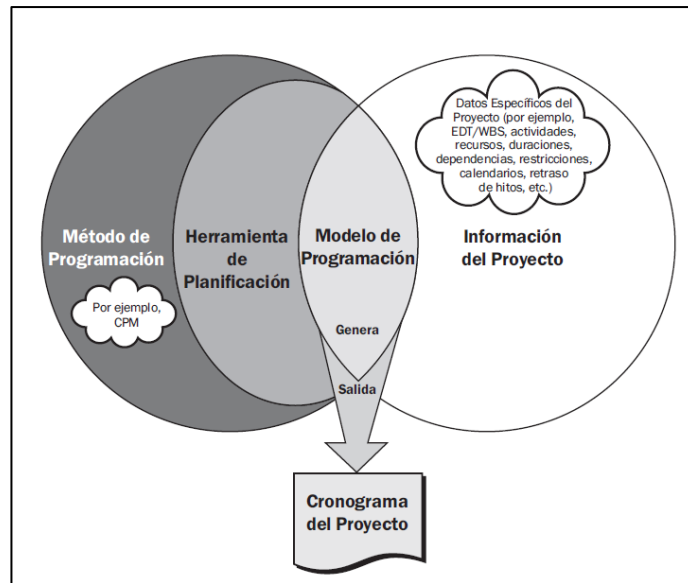 Datos Específicos del
Proyecto (por ejemplo,
EDT/WBS, actividades,
recursos, duraciones,
dependencias, restricciones,
calendarios, retraso
de hitos, etc.)
Método de
Programación
Por ejemplo,
CPM
Herramienta
de
Planificación
Modelo de
Programación
Información
del Proyecto
Genera
Salida
Cronograma
del Proyecto